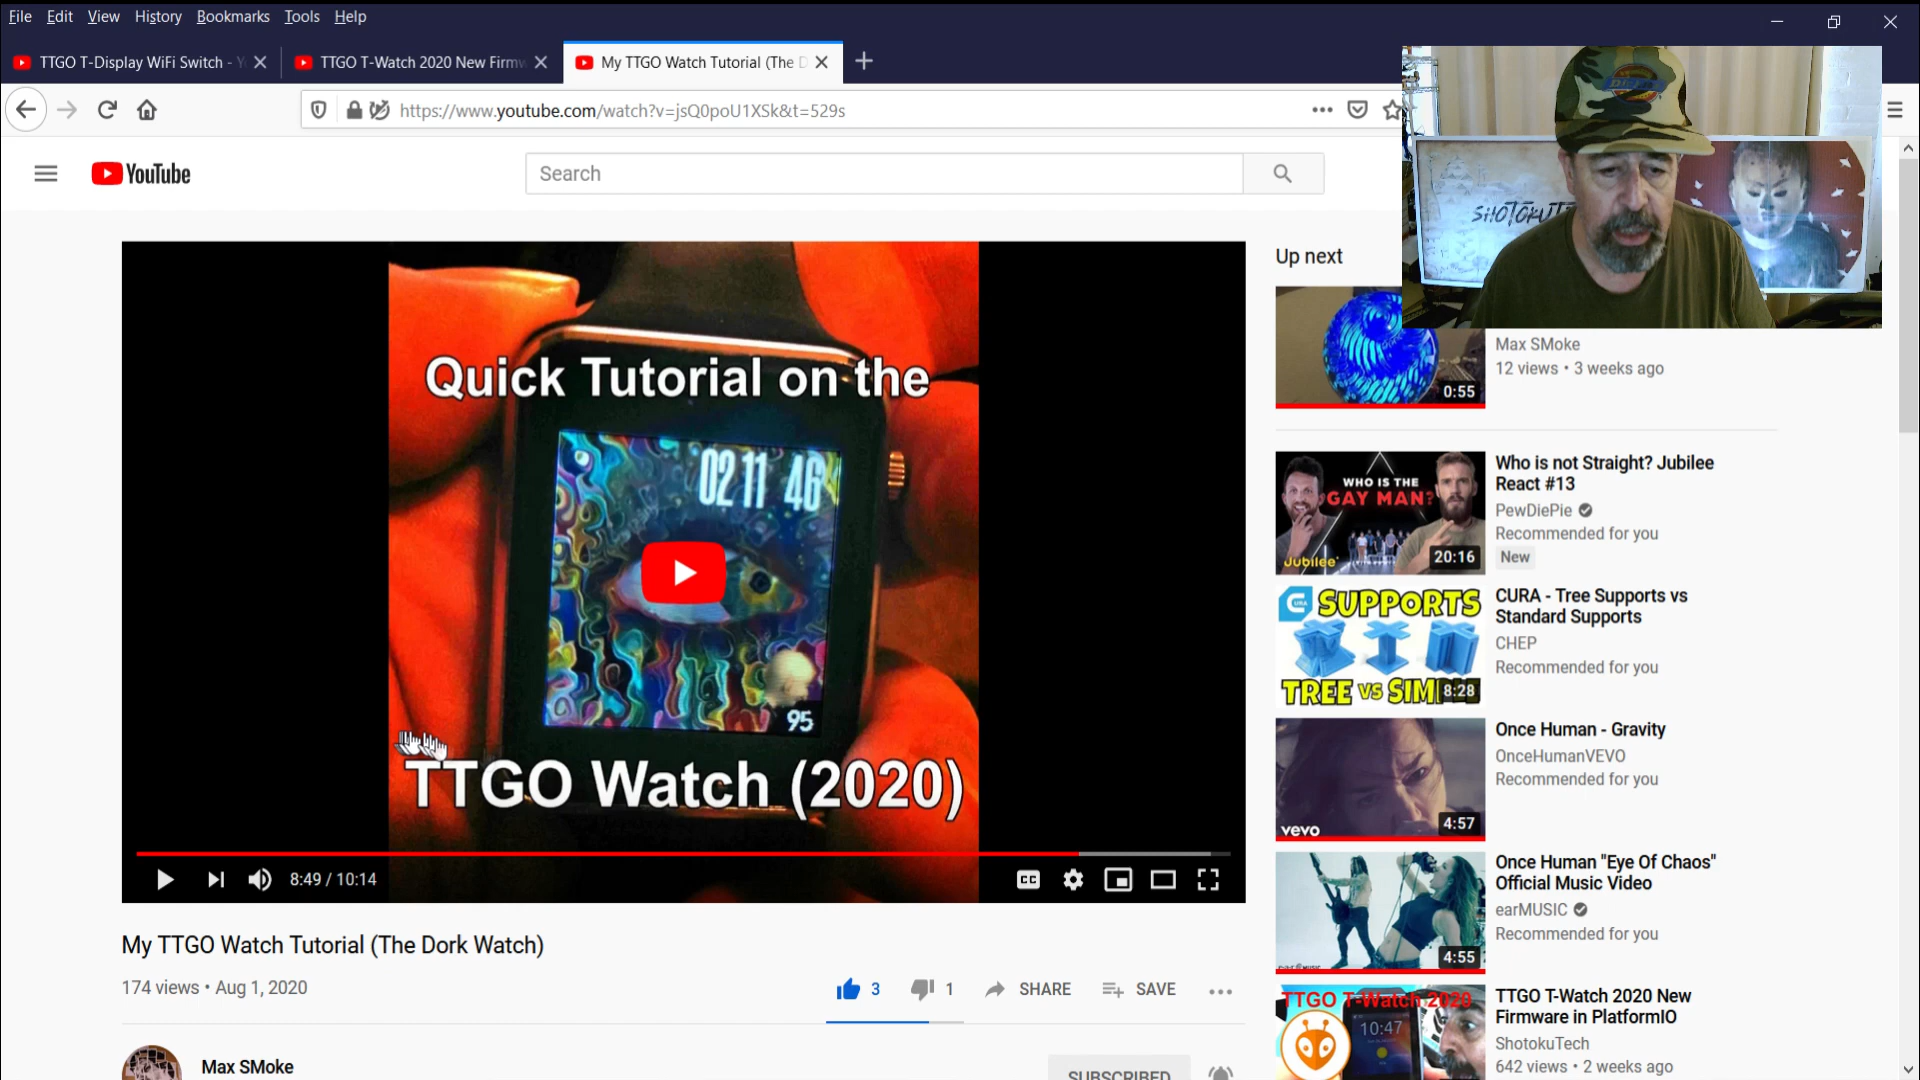 File Edit View History Bookmarks Tools Help
TTGO T-Display WiFi Switch -
TTGO T-Watch 2020 New Firmw
My TTGO Watch Tutorial (The D
https://www.youtube.com/watch?v=jsQ0poU1XSk&t=529s
YouTube
Search
Quick Tutorial on the
02 11 46
95
TTGO Watch (2020)
8:49 / 10:14
CC
My TTGO Watch Tutorial (The Dork Watch)
174 views • Aug 1, 2020
3
1
SHARE
SAVE
Max SMoke
SUBSCRIBED
Up next
0:55
Max SMoke
12 views • 3 weeks ago
WHO IS THE
GAY MAN?
Jubilee
20:16
Who is not Straight? Jubilee
React #13
PewDiePie
Recommended for you
New
CURA
SUPPORTS
TREE vs SIM
8:28
CURA - Tree Supports vs
Standard Supports
CHEP
Recommended for you
vevo
4:57
Once Human - Gravity
OnceHumanVEVO
Recommended for you
4:55
Once Human "Eye Of Chaos"
Official Music Video
earMUSIC
Recommended for you
TTGO T-Watch 2020
10:47
TTGO T-Watch 2020 New
Firmware in PlatformIO
ShotokuTech
642 views • 2 weeks ago